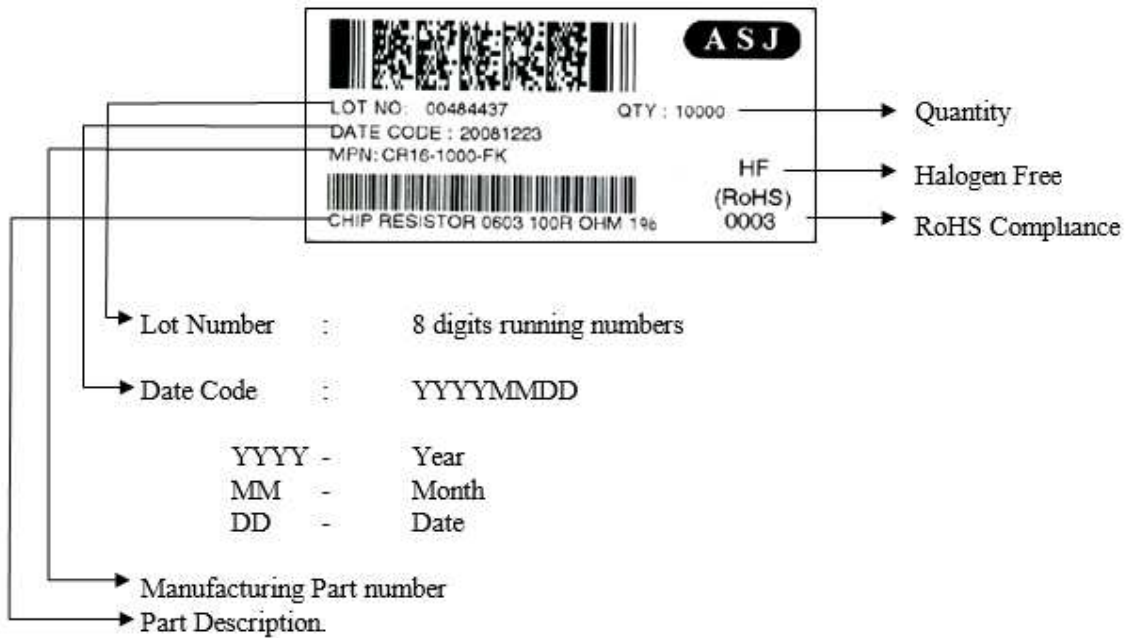 A S J
LOT NO: 00484437 QTY: 10000 Quantity
DATE CODE : 20081223
MPN: CR16-1000-FK
HF Halogen Free
(RoHS)
CHIP RESISTOR 0603 100R OHM 1% 0003 RoHS Compliance
Lot Number : 8 digits running numbers
Date Code : YYYYMMDD
YYYY - Year
MM - Month
DD - Date
Manufacturing Part number
Part Description.